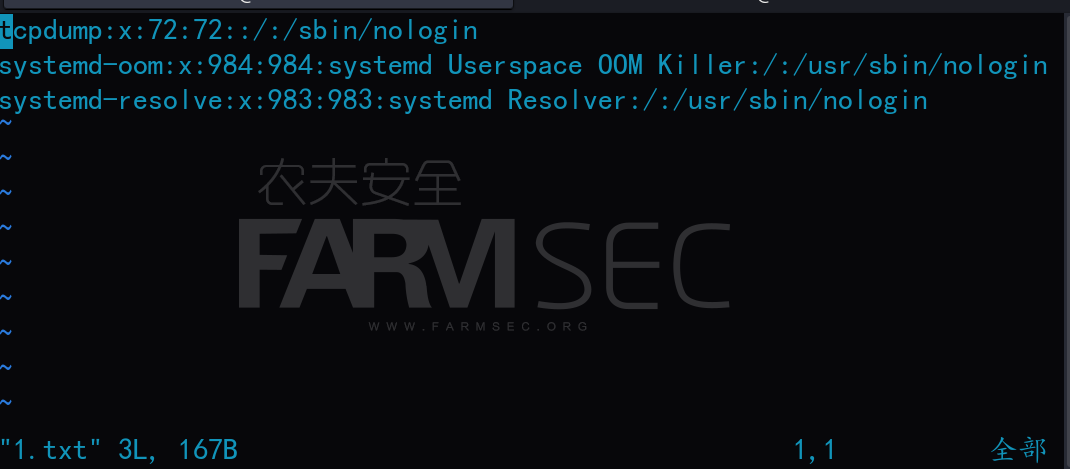 tcpdump:x:72:72::/:/sbin/nologin
systemd-oom:x:984:984:systemd Userspace OOM Killer:/:/usr/sbin/nologin
systemd-resolve:x:983:983:systemd Resolver:/:/usr/sbin/nologin
~
~
~
~
~
~
~
~
~
农夫安全
FARMSEC
WWW.FARMSEC.ORG
"1.txt" 3L, 167B 1,1 全部